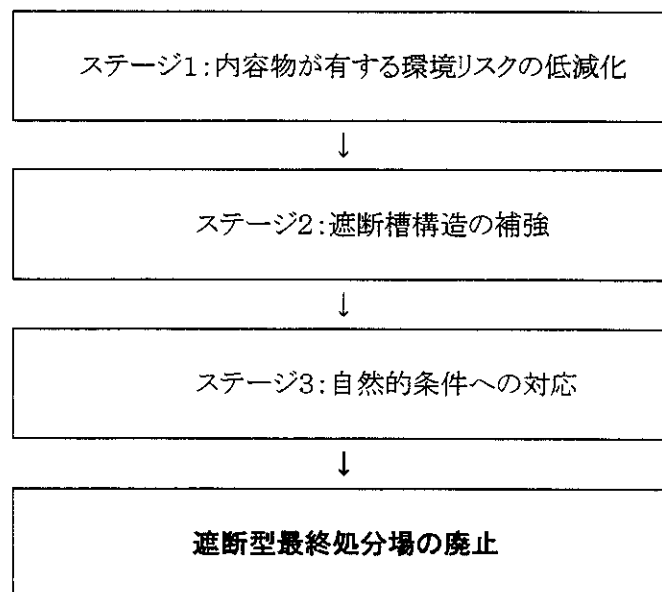 ステージ1:内容物が有する環境リスクの低減化
↓
ステージ2:遮断槽構造の補強
↓
ステージ3:自然的条件への対応
↓
遮断型最終処分場の廃止